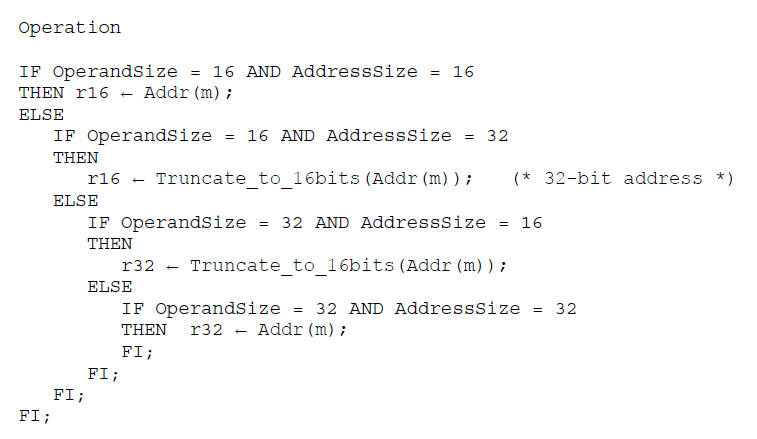 Operation
IF OperandSize = 16 AND AddressSize = 16
THEN r16 ← Addr(m);
ELSE
IF OperandSize = 16 AND AddressSize = 32
THEN
r16 ← Truncate_to_16bits(Addr(m)); (* 32-bit address *)
ELSE
IF OperandSize = 32 AND AddressSize = 16
THEN
r32 ← Truncate_to_16bits(Addr(m));
ELSE
IF OperandSize = 32 AND AddressSize = 32
THEN r32 ← Addr(m);
FI;
FI;
FI;
FI;